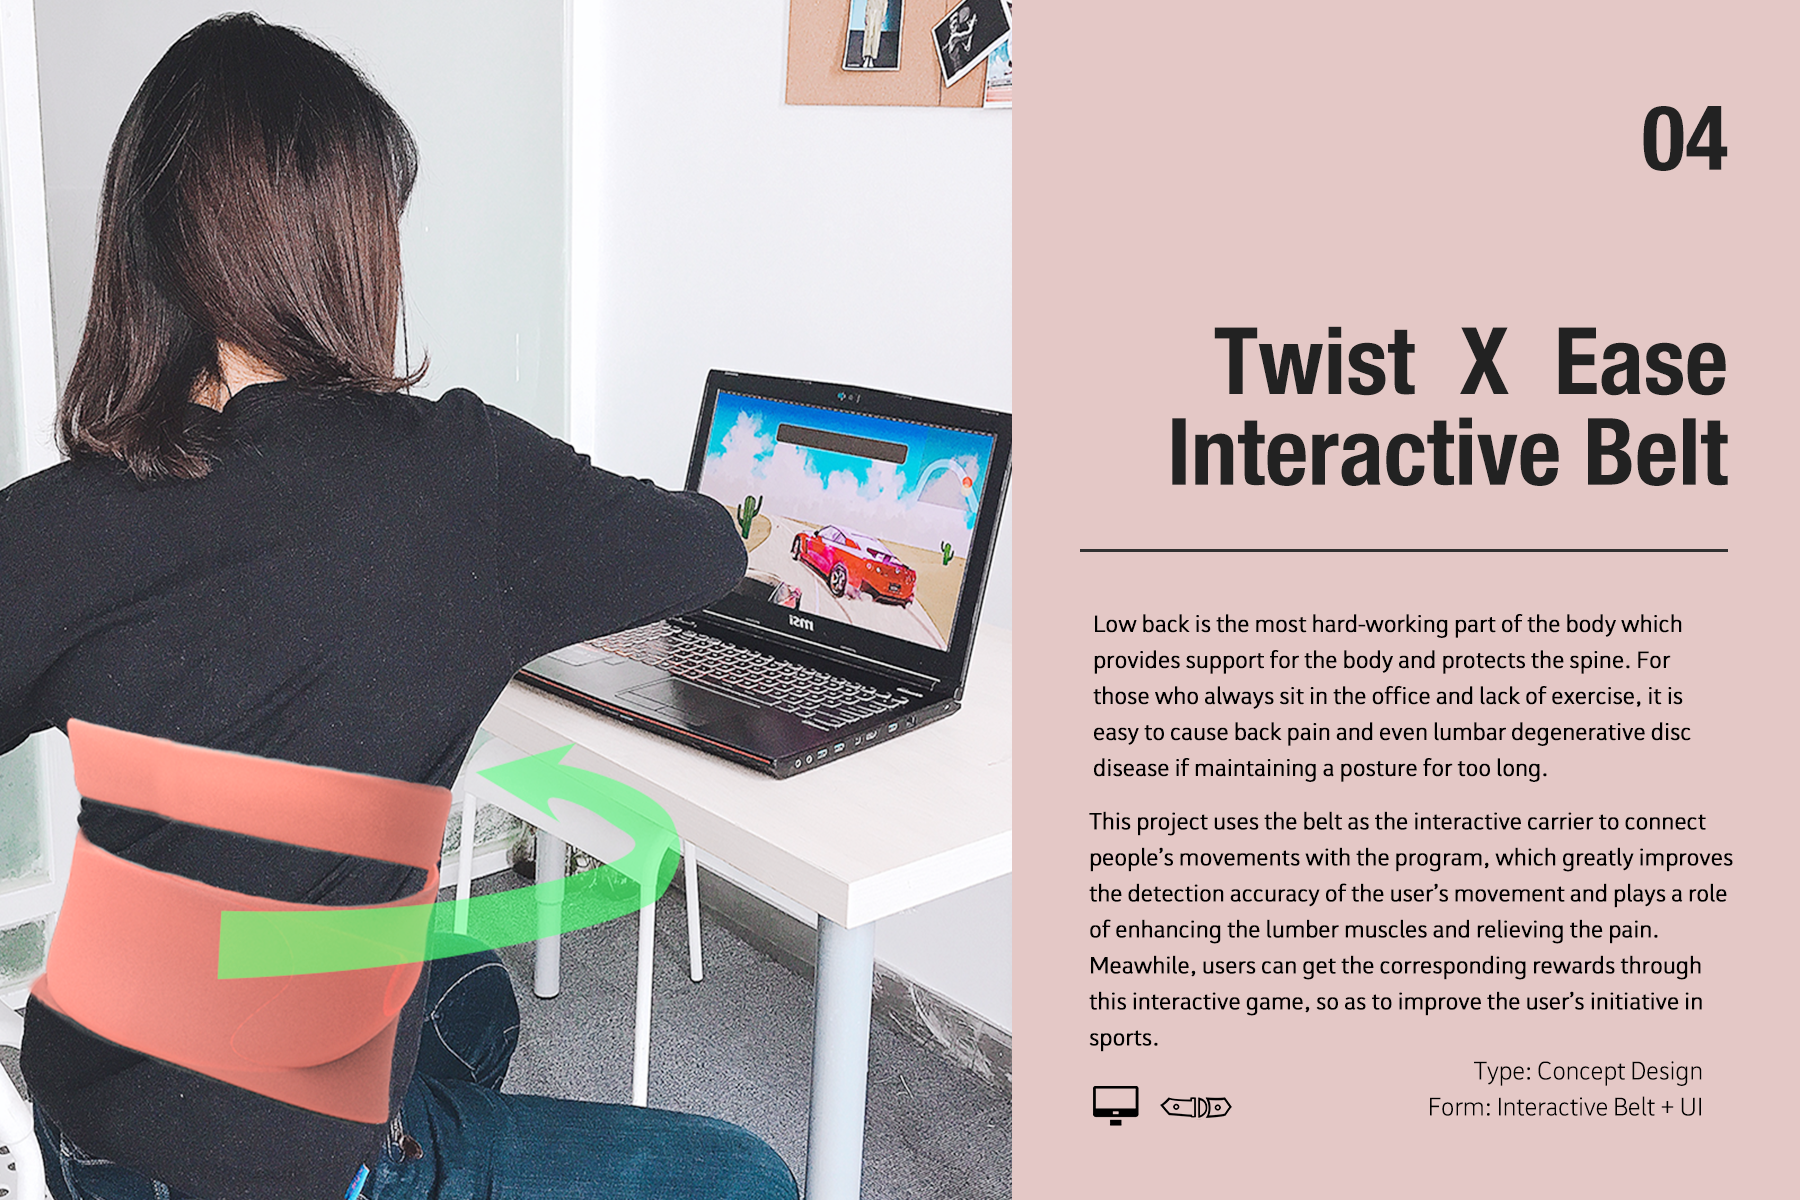 04
Twist X Ease
Interactive Belt
Low back is the most hard-working part of the body which
provides support for the body and protects the spine. For
those who always sit in the office and lack of exercise, it is
easy to cause back pain and even lumbar degenerative disc
disease if maintaining a posture for too long.
This project uses the belt as the interactive carrier to connect
people's movements with the program, which greatly improves
the detection accuracy of the user's movement and plays a role
of enhancing the lumber muscles and relieving the pain.
Meawhile, users can get the corresponding rewards through
this interactive game, so as to improve the user's initiative in
sports.
Type: Concept Design
Form: Interactive Belt + UI
msi